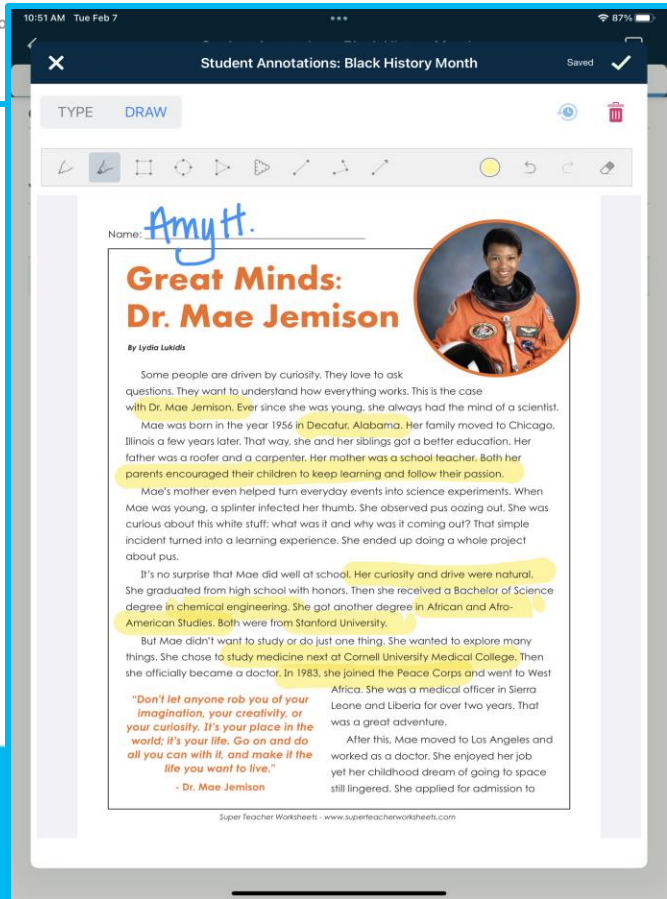 10:51 AM Tue Feb 7
87%
Student Annotations: Black History Month
Saved
TYPE DRAW
Name: Amy H.
Great Minds:
Dr. Mae Jemison
By Lydia Lukidis
Some people are driven by curiosity. They love to ask
questions. They want to understand how everything works. This is the case
with Dr. Mae Jemison. Ever since she was young, she always had the mind of a scientist.
Mae was born in the year 1956 in Decatur, Alabama. Her family moved to Chicago,
Illinois a few years later. That way, she and her siblings got a better education. Her
father was a roofer and a carpenter. Her mother was a school teacher. Both her
parents encouraged their children to keep learning and follow their passion.
Mae's mother even helped turn everyday events into science experiments. When
Mae was young, a splinter infected her thumb. She observed pus oozing out. She was
curious about this white stuff: what was it and why was it coming out? That simple
incident turned into a learning experience. She ended up doing a whole project
about pus.
It's no surprise that Mae did well at school. Her curiosity and drive were natural.
She graduated from high school with honors. Then she received a Bachelor of Science
degree in chemical engineering. She got another degree in African and Afro-
American Studies. Both were from Stanford University.
But Mae didn't want to study or do just one thing. She wanted to explore many
things. She chose to study medicine next at Cornell University Medical College. Then
she officially became a doctor. In 1983, she joined the Peace Corps and went to West
Africa. She was a medical officer in Sierra
Leone and Liberia for over two years. That
was a great adventure.
After this, Mae moved to Los Angeles and
worked as a doctor. She enjoyed her job
yet her childhood dream of going to space
still lingered. She applied for admission to
"Don't let anyone rob you of your
imagination, your creativity, or
your curiosity. It's your place in the
world; it's your life. Go on and do
all you can with it, and make it the
life you want to live."
- Dr. Mae Jemison
Super Teacher Worksheets - www.superteacherworksheets.com